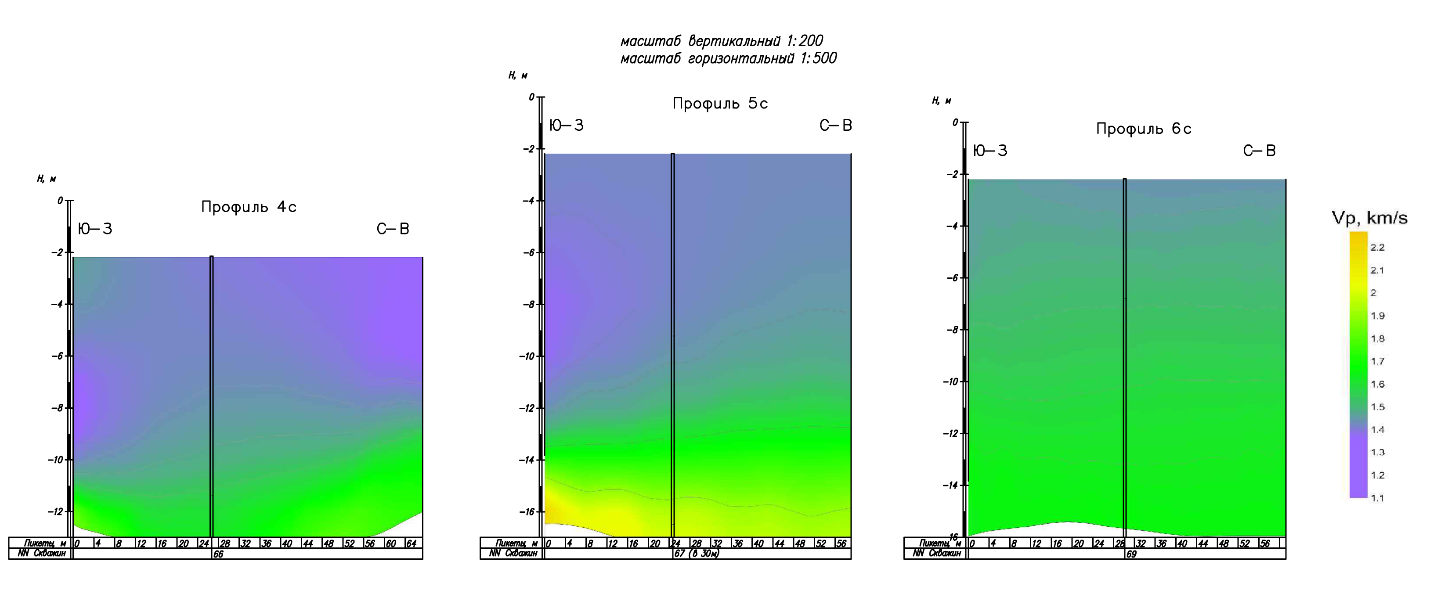 масштаб вертикальный 1:200
масштаб горизонтальный 1:500
Н, м
Профиль 4с
Ю-З
С-В
0
-2
-4
-6
-8
-10
-12
Пикеты, м 0 4 8 12 16 20 24 28 32 36 40 44 48 52 56 60 64
NN Скважин 66
Н, м
Профиль 5с
Ю-З
С-В
0
-2
-4
-6
-8
-10
-12
-14
-16
Пикеты, м 0 4 8 12 16 20 24 28 32 36 40 44 48 52 56
NN Скважин 67 (в 30м)
Н, м
Профиль 6с
Ю-З
С-В
0
-2
-4
-6
-8
-10
-12
-14
16
Пикеты, м 0 4 8 12 16 20 24 28 32 36 40 44 48 52 56
NN Скважин 69
Vp, km/s
2.2
2.1
2
1.9
1.8
1.7
1.6
1.5
1.4
1.3
1.2
1.1